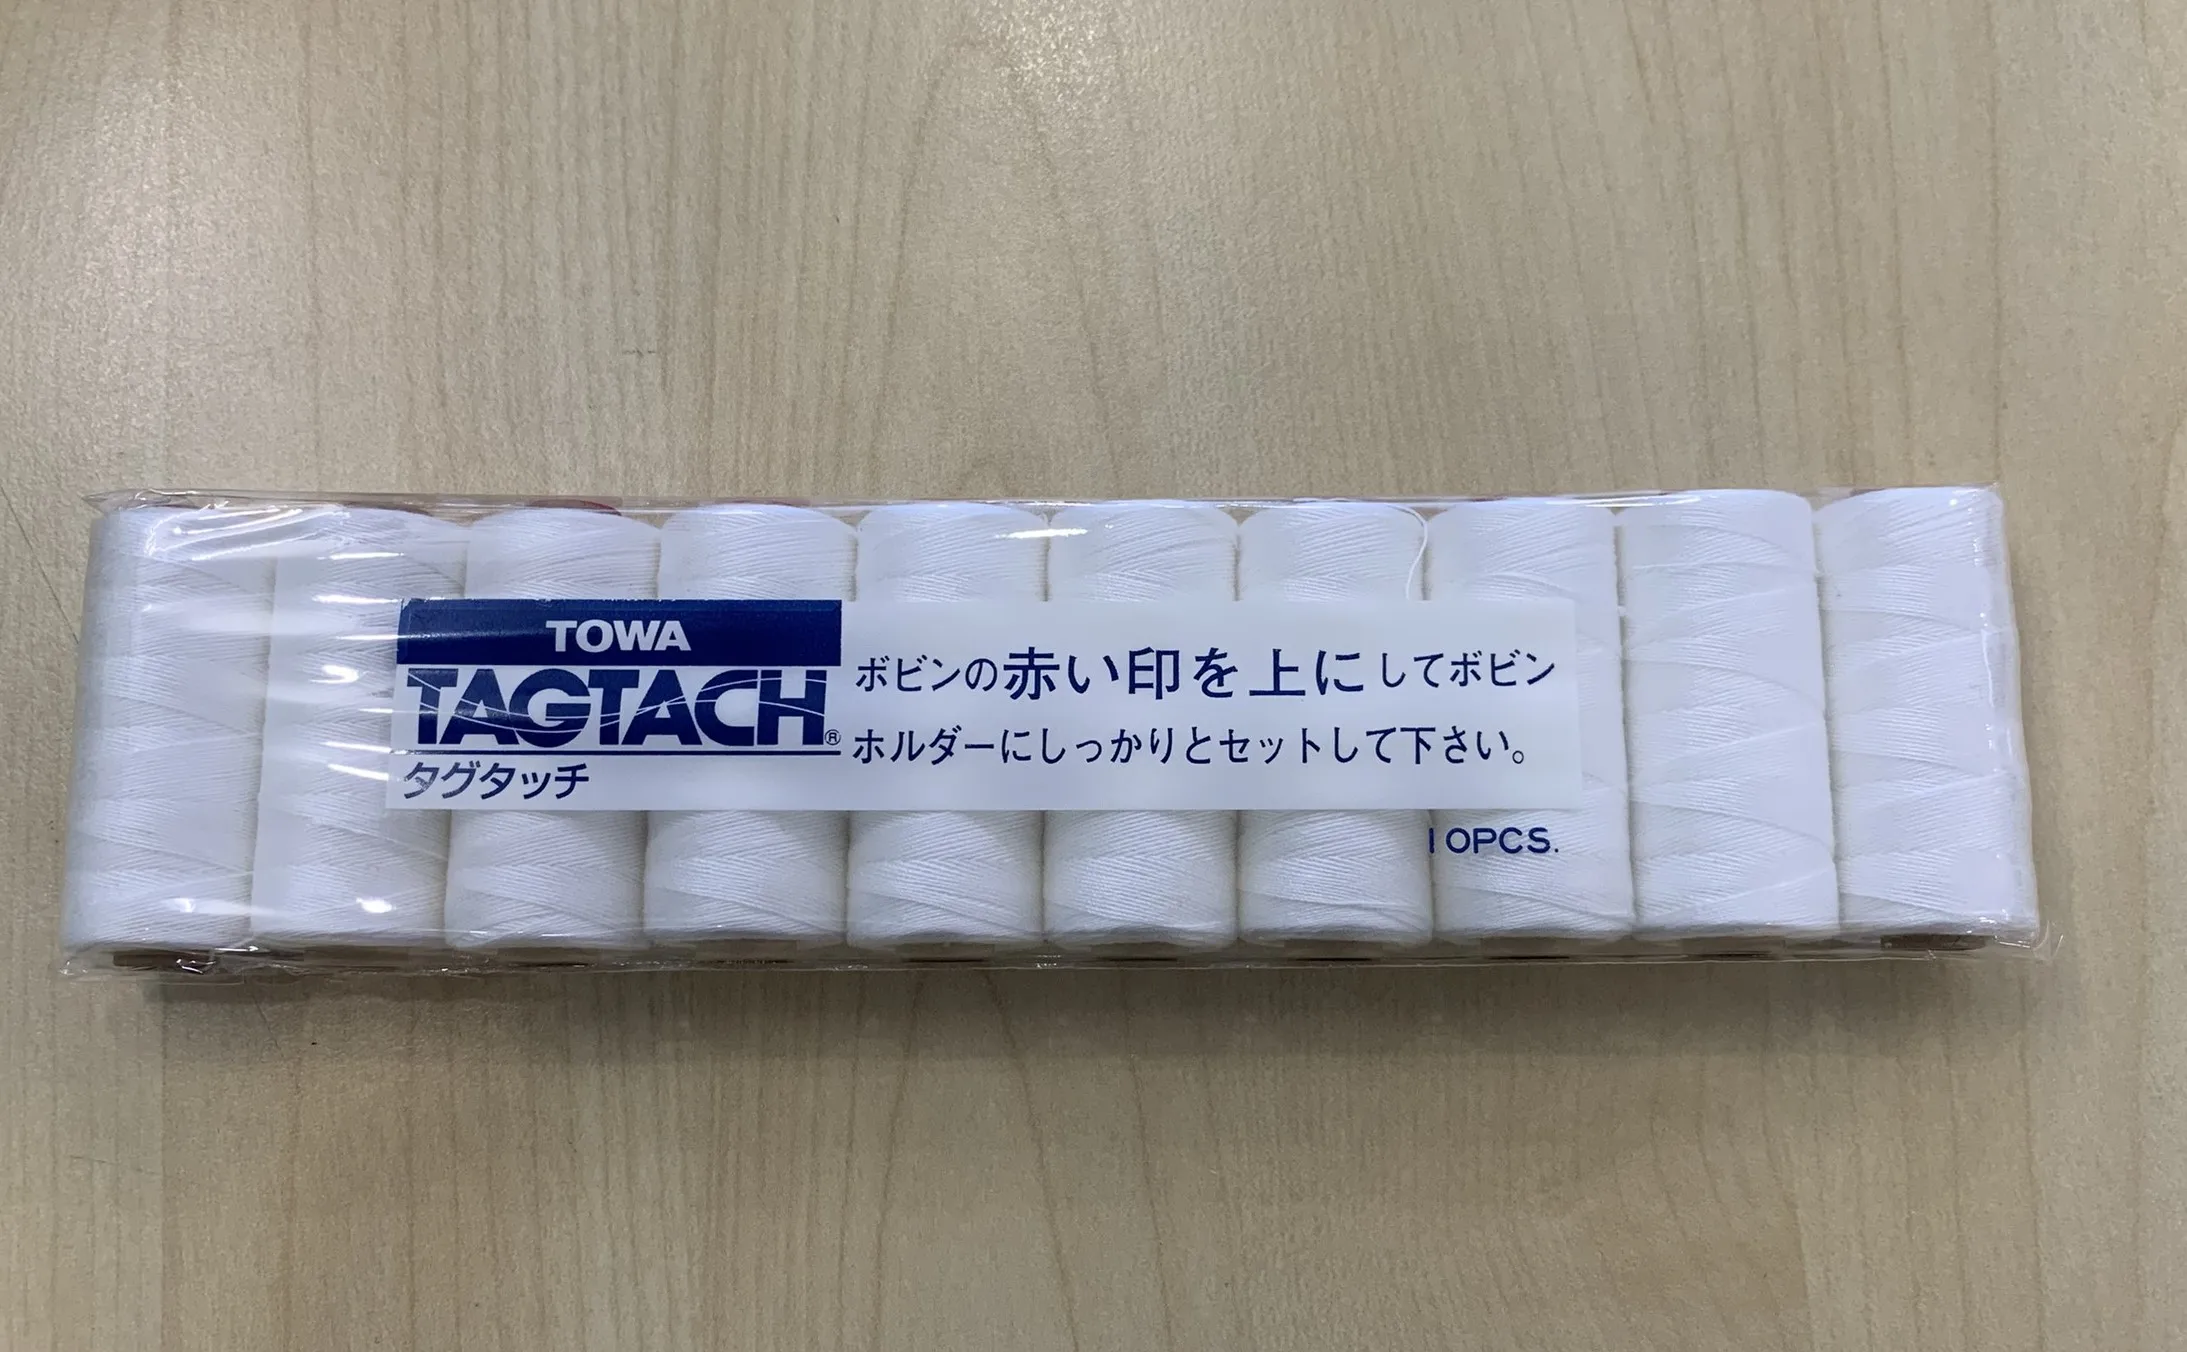 TOWA
TAGTACH®
タグタッチ
ボビンの赤い印を上にしてボビン
ホルダーにしっかりとセットして下さい。
10PCS.